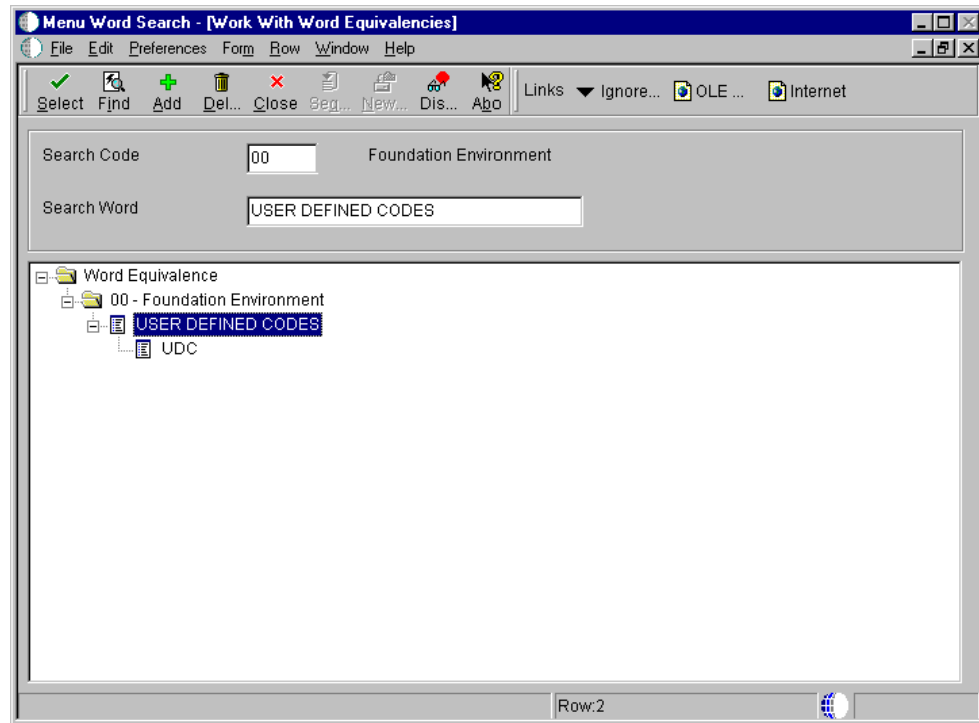 Menu Word Search - [Work With Word Equivalencies]
File Edit Preferences Form Row Window Help
Select Find Add Del... Close Seq... New... Dis... Abo Links Ignore... OLE ... Internet
Search Code 00 Foundation Environment
Search Word USER DEFINED CODES
Word Equivalence
00 - Foundation Environment
USER DEFINED CODES
UDC
Row:2